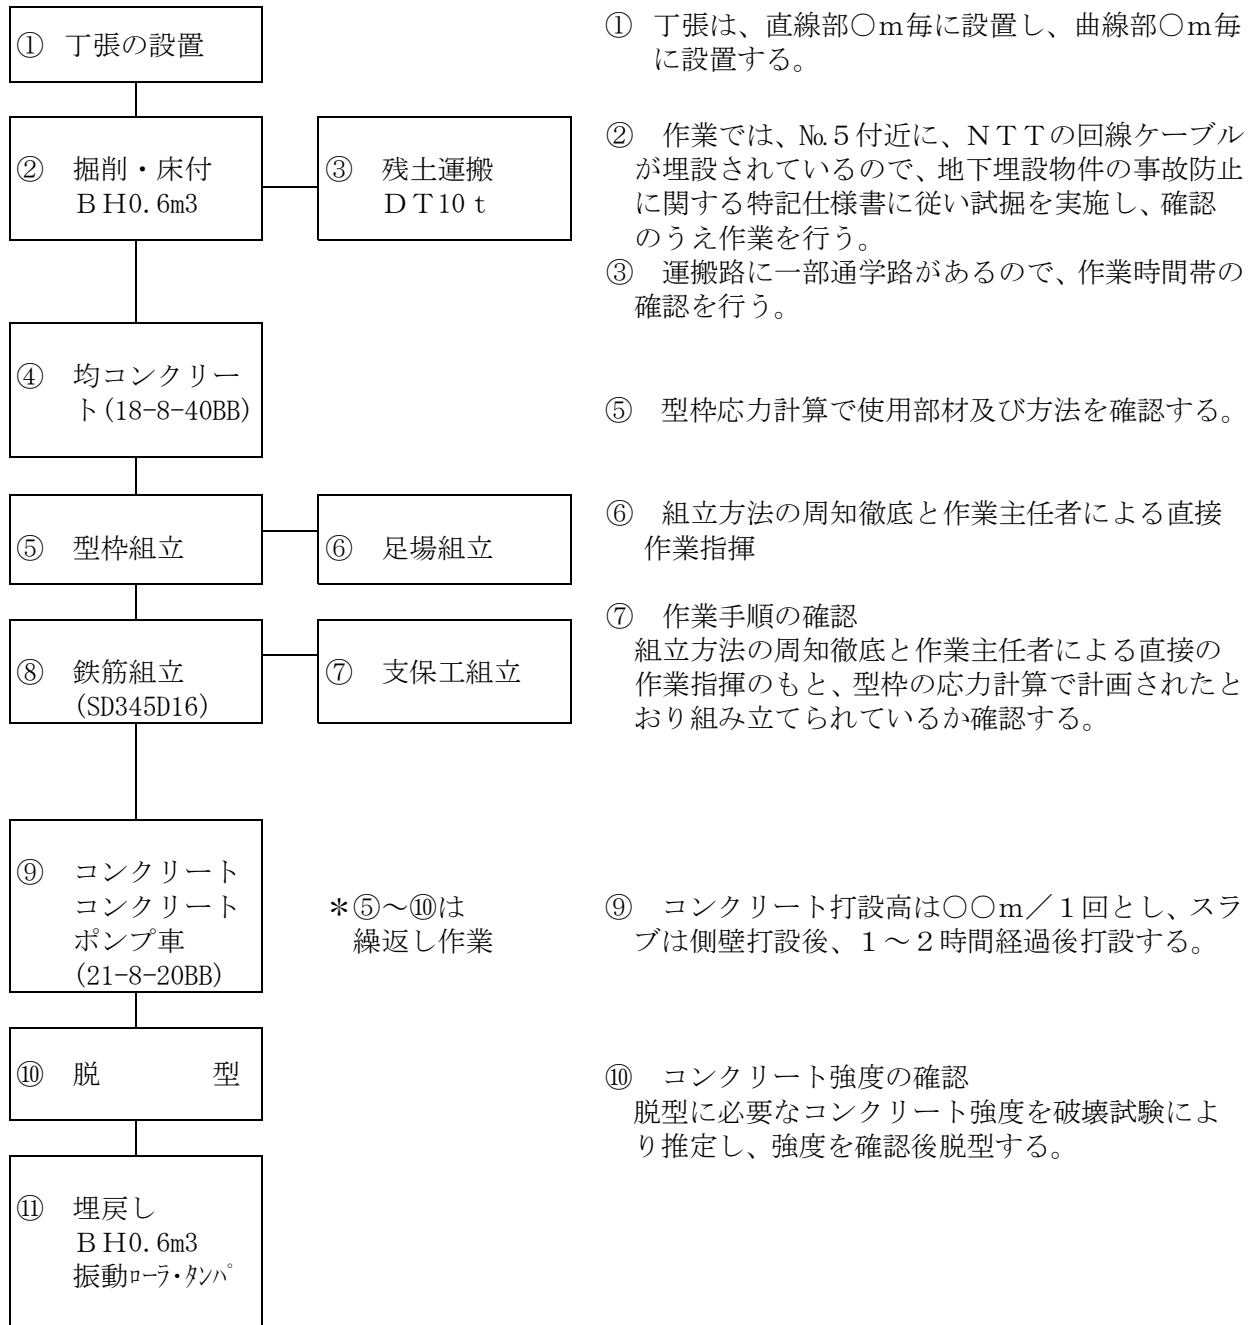 ① 丁張の設置
① 丁張は、直線部○ｍ毎に設置し、曲線部○ｍ毎
に設置する。
② 掘削・床付
ＢＨ0.6m3
③ 残土運搬
ＤＴ10ｔ
② 作業では、№５付近に、ＮＴＴの回線ケーブル
が埋設されているので、地下埋設物件の事故防止
に関する特記仕様書に従い試掘を実施し、確認
のうえ作業を行う。
③ 運搬路に一部通学路があるので、作業時間帯の
確認を行う。
④ 均コンクリー
ト(18-8-40BB)
⑤ 型枠応力計算で使用部材及び方法を確認する。
⑤ 型枠組立
⑥ 足場組立
⑥ 組立方法の周知徹底と作業主任者による直接
作業指揮
⑧ 鉄筋組立
(SD345D16)
⑦ 支保工組立
⑦ 作業手順の確認
組立方法の周知徹底と作業主任者による直接の
作業指揮のもと、型枠の応力計算で計画されたと
おり組み立てられているか確認する。
⑨ コンクリート
コンクリート
ポンプ車
(21-8-20BB)
＊⑤～⑩は
繰返し作業
⑨ コンクリート打設高は○○ｍ／１回とし、スラ
ブは側壁打設後、１～２時間経過後打設する。
⑩ 脱 型
⑩ コンクリート強度の確認
脱型に必要なコンクリート強度を破壊試験によ
り推定し、強度を確認後脱型する。
⑪ 埋戻し
ＢＨ0.6m3
振動ﾛｰﾗ・ﾀﾝﾊﾟ